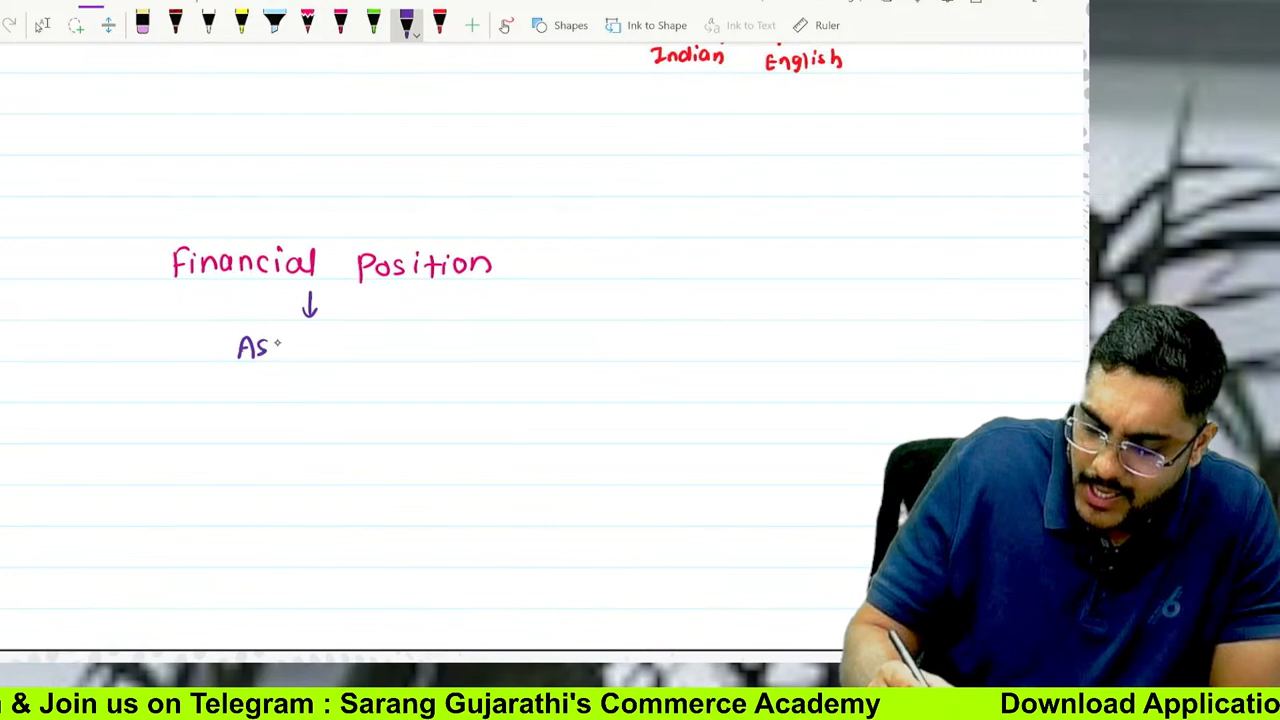 Shapes Ink to Shape Ink to Text Ruler
Indian English
Financial Position
↓
As
& Join us on Telegram : Sarang Gujarathi's Commerce Academy Download